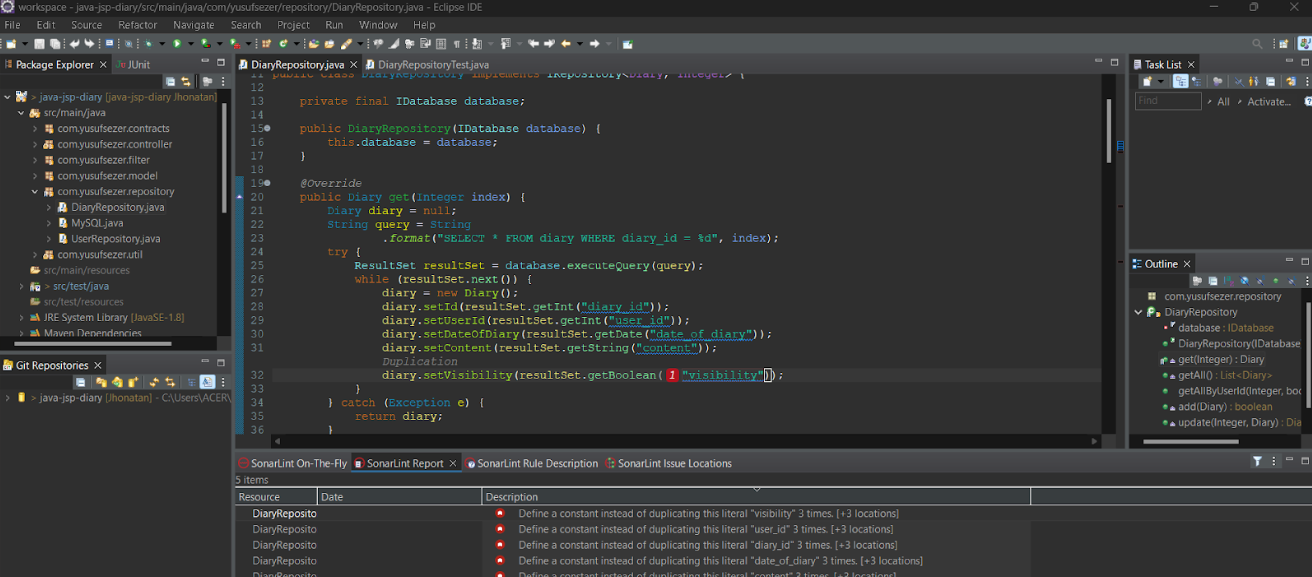 workspace - java-jsp-diary/src/main/java/com/yusufsezer/repository/DiaryRepository.java - Eclipse IDE
File Edit Source Refactor Navigate Search Project Run Window Help
Package Explorer JUnit
> java-jsp-diary [java-jsp-diary Jhonatan]
src/main/java
com.yusufsezer.contracts
com.yusufsezer.controller
com.yusufsezer.filter
com.yusufsezer.model
com.yusufsezer.repository
DiaryRepository.java
MySQL.java
UserRepository.java
com.yusufsezer.util
src/main/resources
> src/test/java
src/test/resources
JRE System Library [JavaSE-1.8]
Maven Dependencies
Git Repositories
> java-jsp-diary [Jhonatan] - C:\Users\ACER\
DiaryRepository.java DiaryRepositoryTest.java
11 public class DiaryRepository implements IRepository<Diary, Integer> {
12
13 private final IDatabase database;
14
15 public DiaryRepository(IDatabase database) {
16 this.database = database;
17 }
18
19 @Override
20 public Diary get(Integer index) {
21 Diary diary = null;
22 String query = String
23 .format("SELECT * FROM diary WHERE diary_id = %d", index);
24 try {
25 ResultSet resultSet = database.executeQuery(query);
26 while (resultSet.next()) {
27 diary = new Diary();
28 diary.setId(resultSet.getInt("diary_id"));
29 diary.setUserId(resultSet.getInt("user_id"));
30 diary.setDateOfDiary(resultSet.getDate("date_of_diary"));
31 diary.setContent(resultSet.getString("content"));
Duplication
32 diary.setVisibility(resultSet.getBoolean( 1 "visibility"));
33 }
34 } catch (Exception e) {
35 return diary;
36 }
Task List
Find All Activate...
Outline
com.yusufsezer.repository
DiaryRepository
database : IDatabase
DiaryRepository(IDatabase
get(Integer) : Diary
getAll() : List<Diary>
getAllByUserId(Integer, boo
add(Diary) : boolean
update(Integer, Diary) : Dia
SonarLint On-The-Fly SonarLint Report SonarLint Rule Description SonarLint Issue Locations
5 items
Resource Date Description
DiaryReposito Define a constant instead of duplicating this literal "visibility" 3 times. [+3 locations]
DiaryReposito Define a constant instead of duplicating this literal "user_id" 3 times. [+3 locations]
DiaryReposito Define a constant instead of duplicating this literal "diary_id" 3 times. [+3 locations]
DiaryReposito Define a constant instead of duplicating this literal "date_of_diary" 3 times. [+3 locations]
DiaryReposito Define a constant instead of duplicating this literal "content" 3 times. [+3 locations]